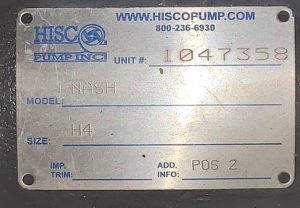 WWW.HISCOPUMP.COM
800-236-6930
HISCO
PUMP INC
UNIT #: 1047358
MODEL: NASH
SIZE: H4
IMP. TRIM:
ADD. INFO: POS 2